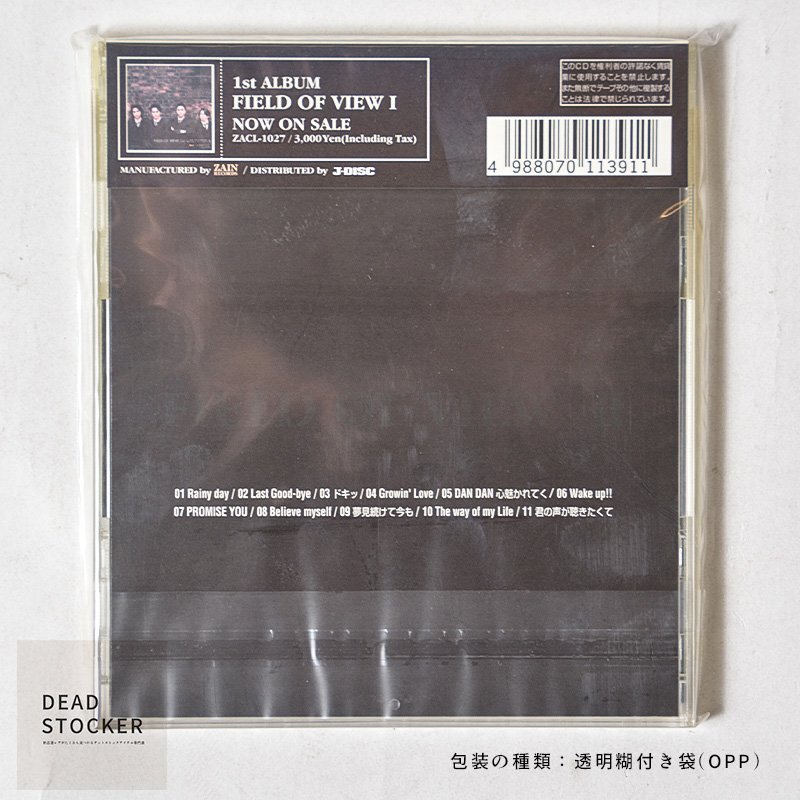 1st ALBUM
FIELD OF VIEW I
NOW ON SALE
ZACL-1027 / 3,000Yen(Including Tax)
MANUFACTURED by ZAIN RECORDS / DISTRIBUTED by J-DISC
このCDを権利者の許諾なく賃貸
業に使用することを禁止します。
また無断でテープその他に複製する
ことは法律で禁じられています。
4 988070 113911
01 Rainy day / 02 Last Good-bye / 03 ドキッ / 04 Growin' Love / 05 DAN DAN 心魅かれてく / 06 Wake up!!
07 PROMISE YOU / 08 Believe myself / 09 夢見続けて今も / 10 The way of my Life / 11 君の声が聴きたくて
DEAD
STOCKER
包装の種類：透明糊付き袋(OPP)